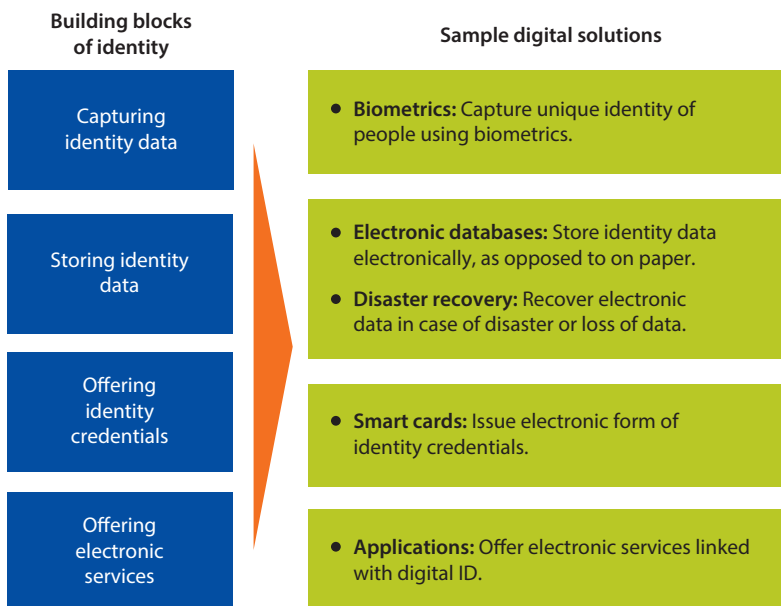 Building blocks
of identity
Sample digital solutions
Capturing
identity data
• Biometrics: Capture unique identity of
people using biometrics.
Storing identity
data
• Electronic databases: Store identity data
electronically, as opposed to on paper.
• Disaster recovery: Recover electronic
data in case of disaster or loss of data.
Offering
identity
credentials
• Smart cards: Issue electronic form of
identity credentials.
Offering
electronic
services
• Applications: Offer electronic services linked
with digital ID.